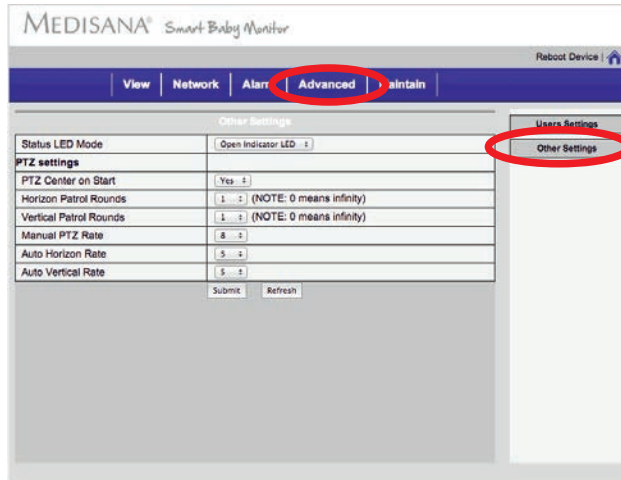 MEDISANA® Smart Baby Monitor
Reboot Device |
View | Network | Alarm | Advanced | Maintain
Other Settings
Users Settings
Other Settings
Status LED Mode Open Indicator LED
PTZ settings
PTZ Center on Start Yes
Horizon Patrol Rounds 1 (NOTE: 0 means infinity)
Vertical Patrol Rounds 1 (NOTE: 0 means infinity)
Manual PTZ Rate 8
Auto Horizon Rate 5
Auto Vertical Rate 5
Submit Refresh